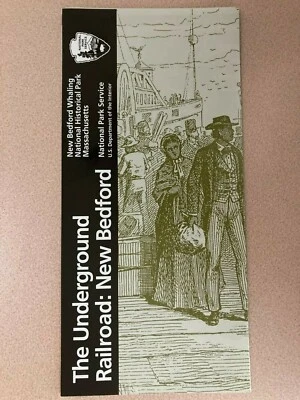 The Underground
Railroad: New Bedford
New Bedford Whaling
National Historical Park
Massachusetts
National Park Service
U.S. Department of the Interior